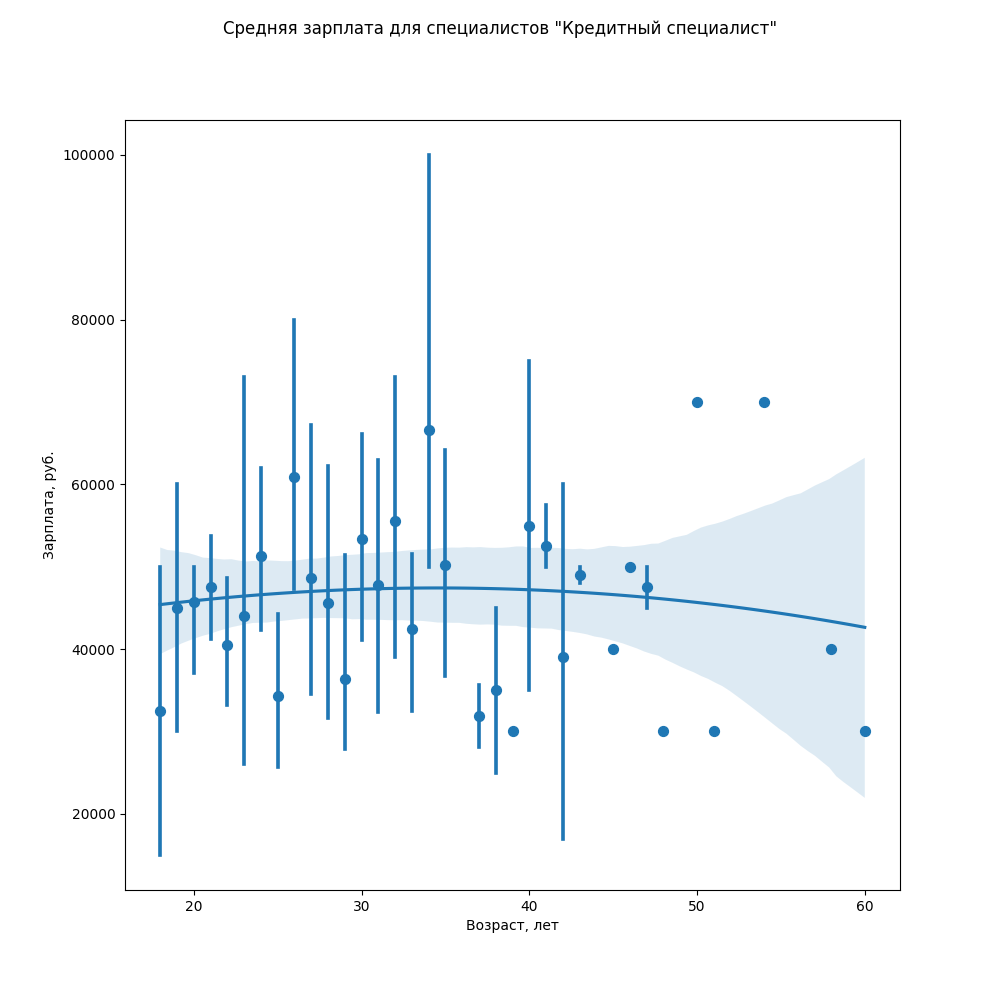 Средняя зарплата для специалистов "Кредитный специалист"
100000
80000
60000
40000
20000
Зарплата, руб.
20 30 40 50 60
Возраст, лет